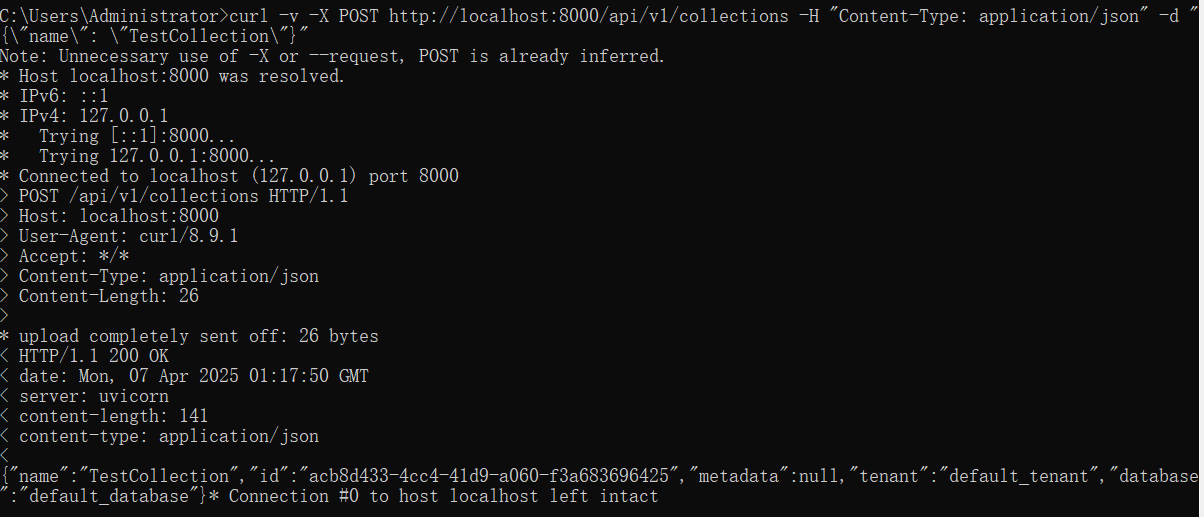 C:\Users\Administrator>curl -v -X POST http://localhost:8000/api/v1/collections -H "Content-Type: application/json" -d "
{\"name\": \"TestCollection\"}"
Note: Unnecessary use of -X or --request, POST is already inferred.
* Host localhost:8000 was resolved.
* IPv6: ::1
* IPv4: 127.0.0.1
*   Trying [::1]:8000...
*   Trying 127.0.0.1:8000...
* Connected to localhost (127.0.0.1) port 8000
> POST /api/v1/collections HTTP/1.1
> Host: localhost:8000
> User-Agent: curl/8.9.1
> Accept: */*
> Content-Type: application/json
> Content-Length: 26
>
* upload completely sent off: 26 bytes
< HTTP/1.1 200 OK
< date: Mon, 07 Apr 2025 01:17:50 GMT
< server: uvicorn
< content-length: 141
< content-type: application/json
<
{"name":"TestCollection","id":"acb8d433-4cc4-41d9-a060-f3a683696425","metadata":null,"tenant":"default_tenant","database
":"default_database"}* Connection #0 to host localhost left intact